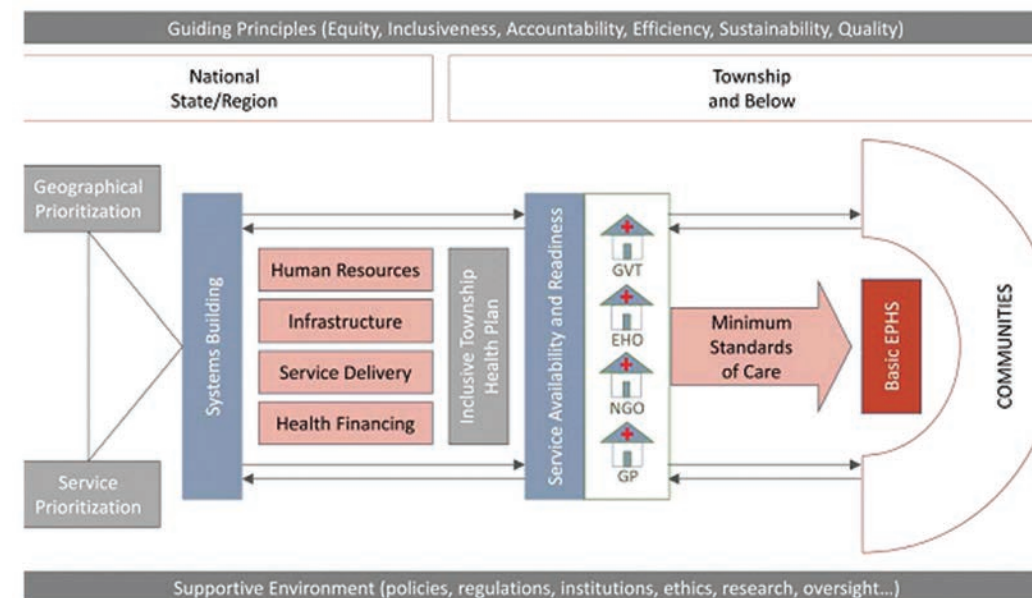 Guiding Principles (Equity, Inclusiveness, Accountability, Efficiency, Sustainability, Quality)
National
State/Region
Township
and Below
Geographical
Prioritization
Service
Prioritization
Systems Building
Human Resources
Infrastructure
Service Delivery
Health Financing
Inclusive Township
Health Plan
Service Availability and Readiness
GVT
EHO
NGO
GP
Minimum
Standards
of Care
Basic EPHS
COMMUNITIES
Supportive Environment (policies, regulations, institutions, ethics, research, oversight...)